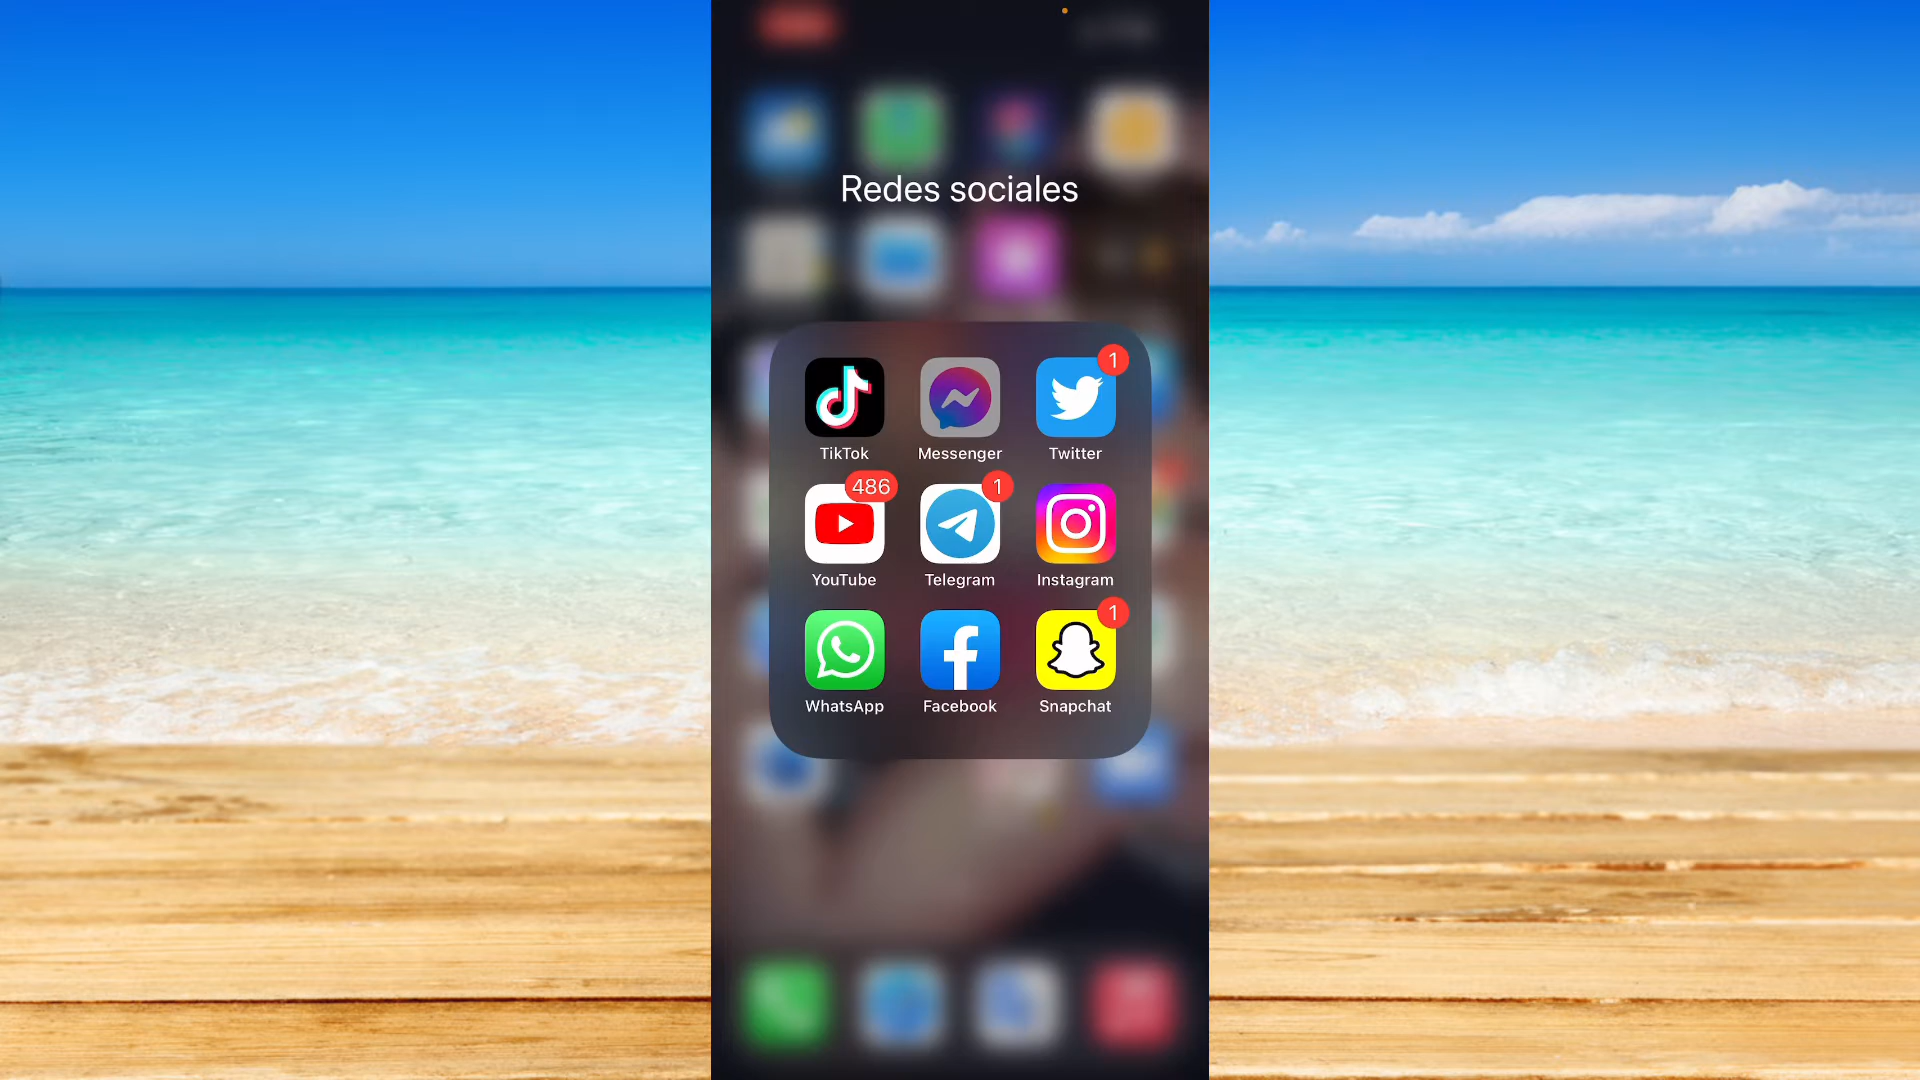 Redes sociales
1
TikTok Messenger Twitter
486 1
YouTube Telegram Instagram
1
WhatsApp Facebook Snapchat